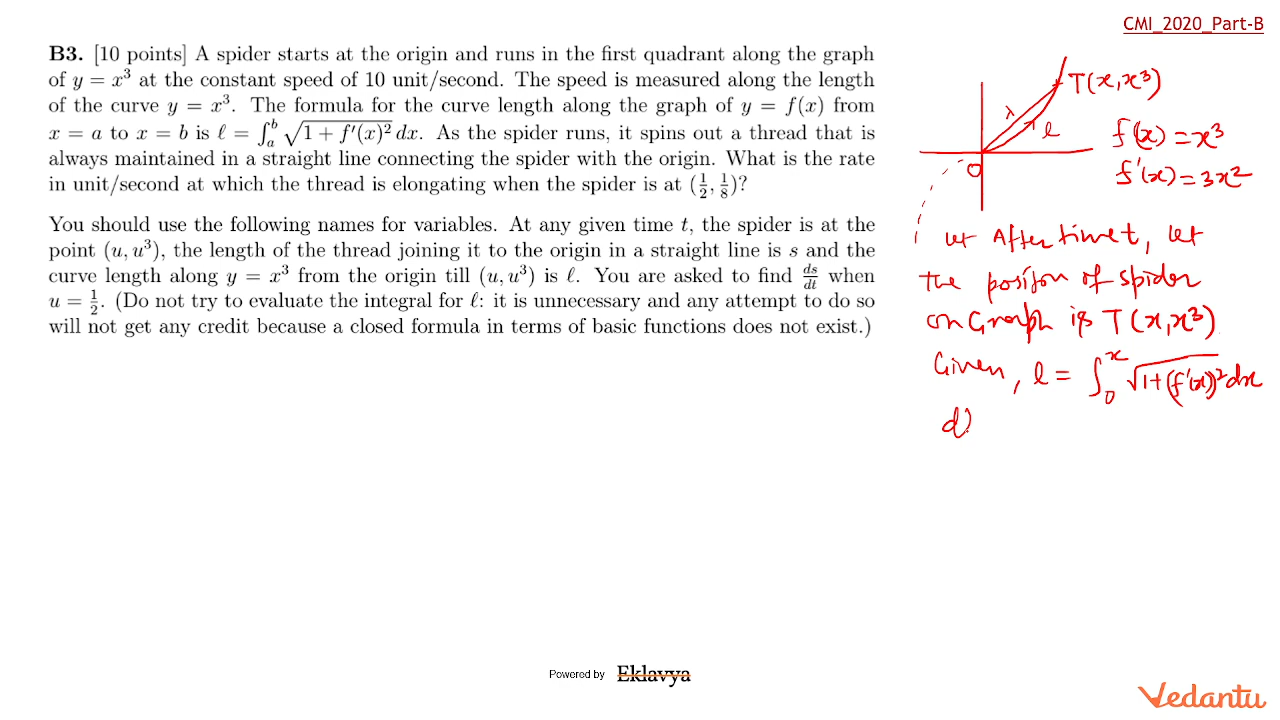 CMI_2020_Part-B
B3. [10 points] A spider starts at the origin and runs in the first quadrant along the graph
of y = x³ at the constant speed of 10 unit/second. The speed is measured along the length
of the curve y = x³. The formula for the curve length along the graph of y = f(x) from
x = a to x = b is ℓ = ∫ₐᵇ √(1 + f′(x)²) dx. As the spider runs, it spins out a thread that is
always maintained in a straight line connecting the spider with the origin. What is the rate
in unit/second at which the thread is elongating when the spider is at (1/2, 1/8)?
You should use the following names for variables. At any given time t, the spider is at the
point (u, u³), the length of the thread joining it to the origin in a straight line is s and the
curve length along y = x³ from the origin till (u, u³) is ℓ. You are asked to find ds/dt when
u = 1/2. (Do not try to evaluate the integral for ℓ: it is unnecessary and any attempt to do so
will not get any credit because a closed formula in terms of basic functions does not exist.)
T(x, x³)
λ
l
O
f(x) = x³
f'(x) = 3x²
let After time t, let
the positon of spider
on Graph is T(x, x³)
Given, l = ∫₀ˣ √(1+(f'(x))²) dx
d)
Powered by Eklavya
Vedantu